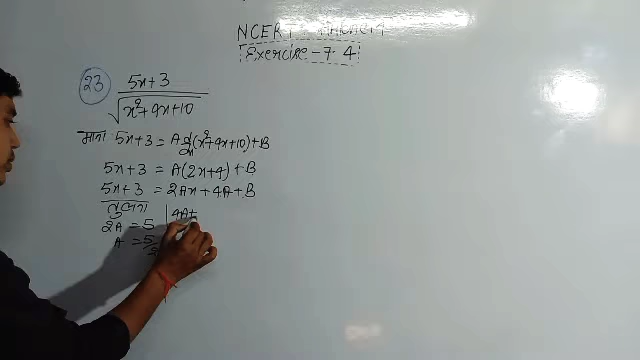 NCERT
Exercise-7.4
23 5x+3
√x²+4x+10
माना 5x+3 = A d/dx(x²+4x+10)+B
5x+3 = A(2x+4)+B
5x+3 = 2Ax+4A+B
तुलना
2A = 5 | 4A+
A = 5/2